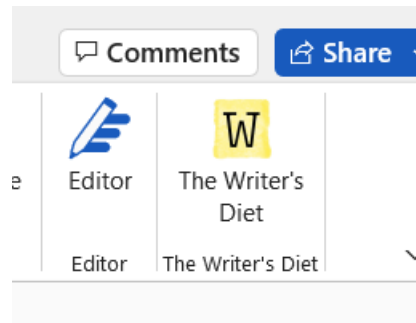 Comments Share
W
e Editor The Writer's
Diet
Editor The Writer's Diet